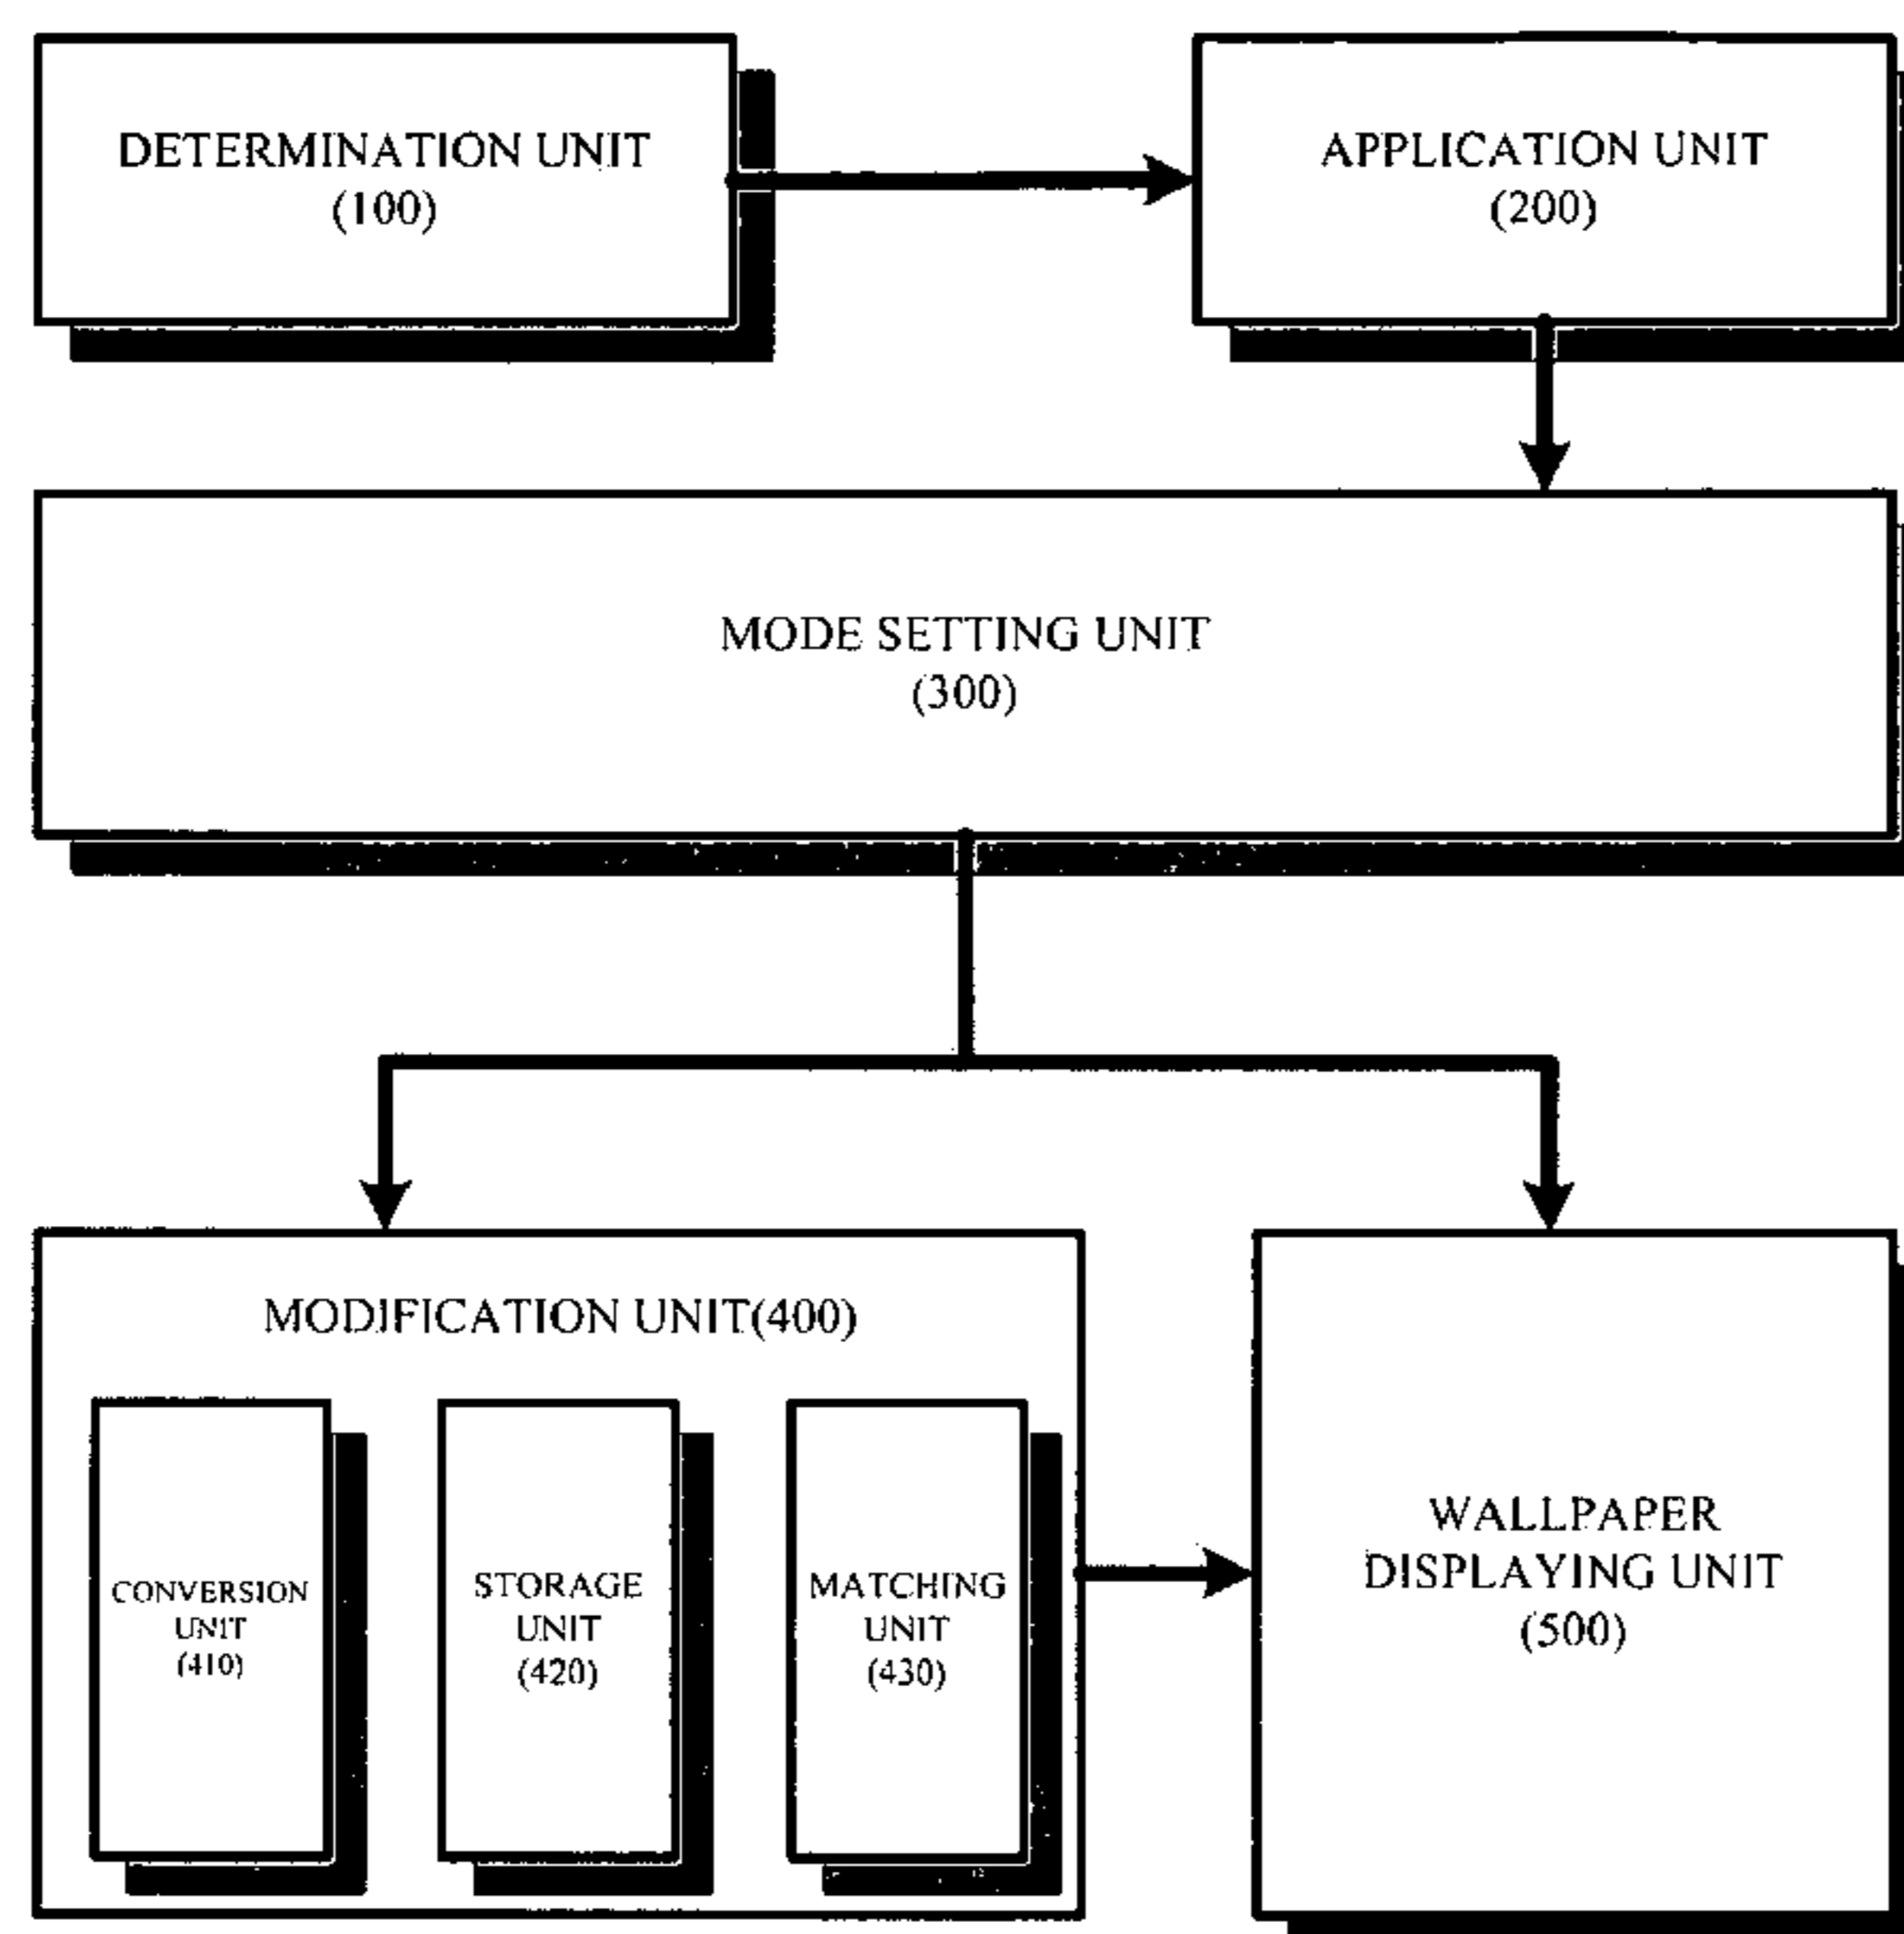 DETERMINATION UNIT
(100)
APPLICATION UNIT
(200)
MODE SETTING UNIT
(300)
MODIFICATION UNIT(400)
CONVERSION
UNIT
(410)
STORAGE
UNIT
(420)
MATCHING
UNIT
(430)
WALLPAPER
DISPLAYING UNIT
(500)